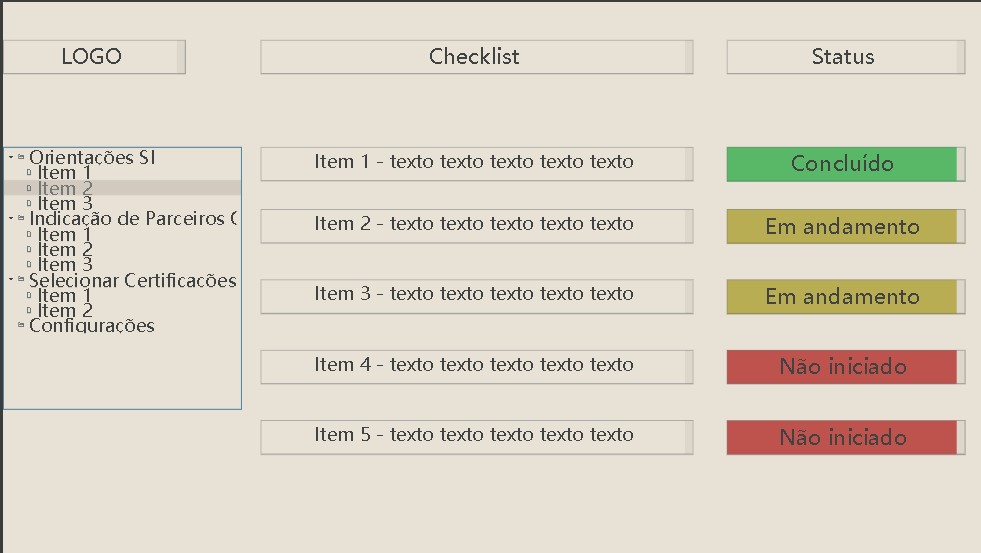 LOGO
Checklist
Status
Orientações SI
Item 1
Item 2
Item 3
Indicação de Parceiros
Item 1
Item 2
Item 3
Selecionar Certificações
Item 1
Item 2
Configurações
Item 1 - texto texto texto texto texto
Concluído
Item 2 - texto texto texto texto texto
Em andamento
Item 3 - texto texto texto texto texto
Em andamento
Item 4 - texto texto texto texto texto
Não iniciado
Item 5 - texto texto texto texto texto
Não iniciado